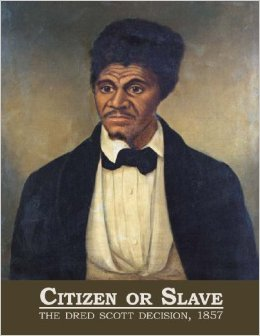 CITIZEN OR SLAVE
THE DRED SCOTT DECISION, 1857